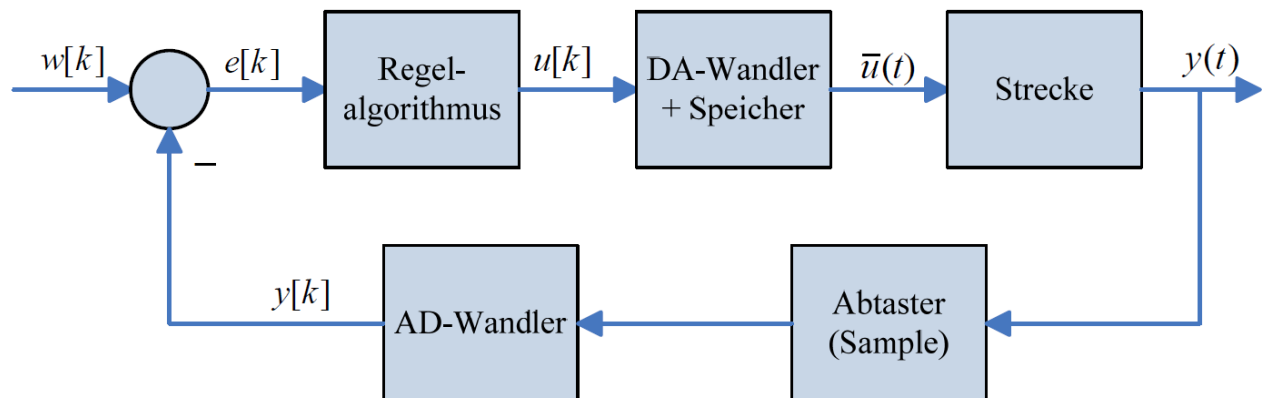 w[k]
e[k]
Regel-
algorithmus
u[k]
DA-Wandler
+ Speicher
u̅(t)
Strecke
y(t)
−
y[k]
AD-Wandler
Abtaster
(Sample)